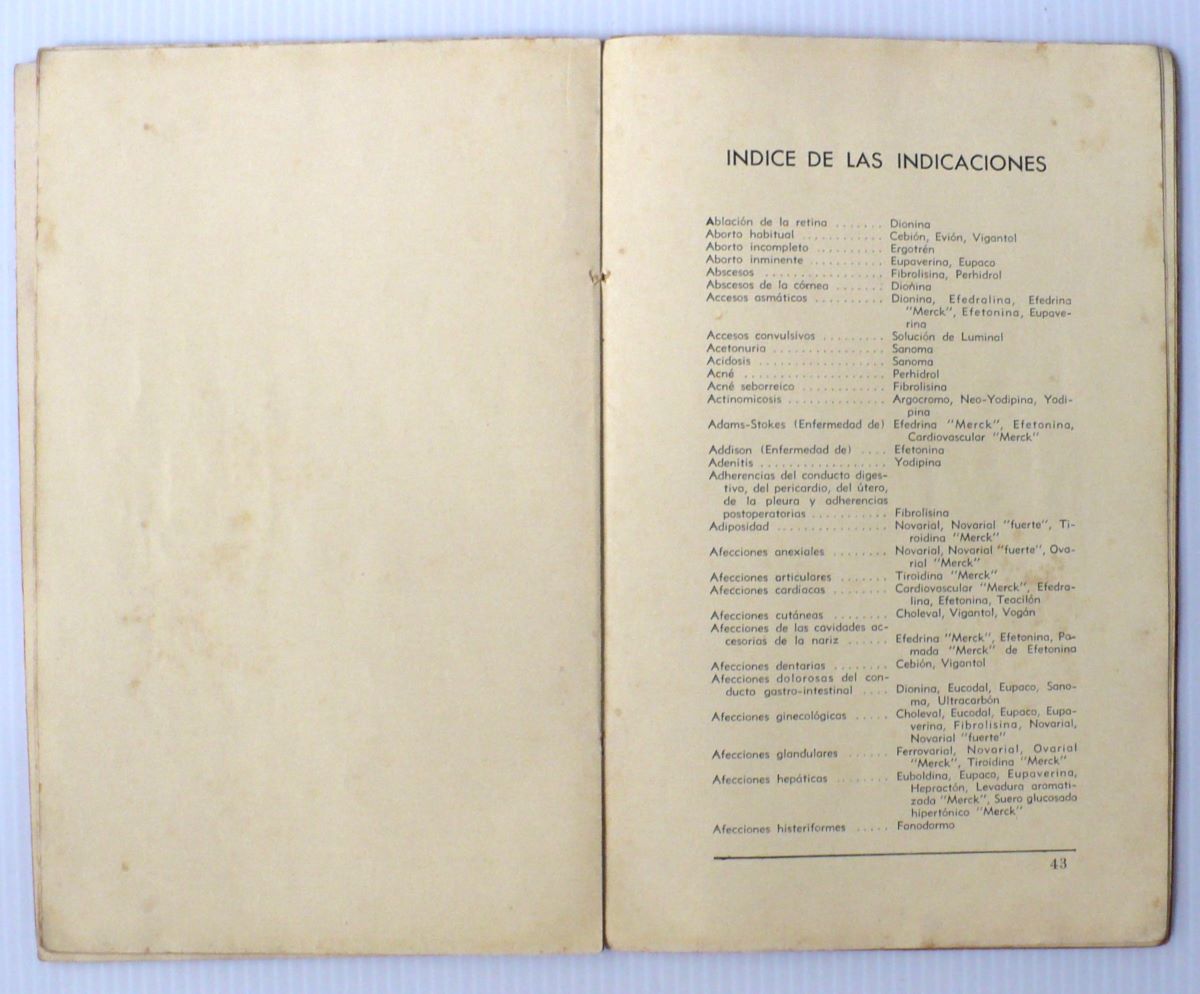 INDICE DE LAS INDICACIONES
Ablación de la retina ....... Dionina
Aborto habitual ........... Cebión, Evión, Vigantol
Aborto incompleto ......... Ergotrén
Aborto inminente .......... Eupaverina, Eupaco
Abscesos ................ Fibrolisina, Perhidrol
Abscesos de la córnea ....... Dionina
Accesos asmáticos .......... Dionina, Efedralina, Efedrina
"Merck", Efetonina, Eupave-
rina
Accesos convulsivos ......... Solución de Luminal
Acetonuria ................ Sanoma
Acidosis .................. Sanoma
Acné .................... Perhidrol
Acné seborreico ............ Fibrolisina
Actinomicosis .............. Argocromo, Neo-Yodipina, Yodi-
pina
Adams-Stokes (Enfermedad de) Efedrina "Merck", Efetonina,
Cardiovascular "Merck"
Addison (Enfermedad de) .... Efetonina
Adenitis .................. Yodipina
Adherencias del conducto diges-
tivo, del pericardio, del útero,
de la pleura y adherencias
postoperatorias ........... Fibrolisina
Adiposidad ................ Novarial, Novarial "fuerte", Ti-
roidina "Merck"
Afecciones anexiales ........ Novarial, Novarial "fuerte", Ova-
rial "Merck"
Afecciones articulares ....... Tiroidina "Merck"
Afecciones cardíacas ........ Cardiovascular "Merck", Efedra-
lina, Efetonina, Teacilón
Afecciones cutáneas ........ Choleval, Vigantol, Vogán
Afecciones de las cavidades ac-
cesorias de la nariz ...... Efedrina "Merck", Efetonina, Po-
mada "Merck" de Efetonina
Afecciones dentarias ........ Cebión, Vigantol
Afecciones dolorosas del con-
ducto gastro-intestinal .... Dionina, Eucodal, Eupaco, Sano-
ma, Ultracarbón
Afecciones ginecológicas ..... Choleval, Eucodal, Eupaco, Eupa-
verina, Fibrolisina, Novarial,
Novarial "fuerte"
Afecciones glandulares ...... Ferrovarial, Novarial, Ovarial
"Merck", Tiroidina "Merck"
Afecciones hepáticas ........ Euboldina, Eupaco, Eupaverina,
Hepractón, Levadura aromati-
zada "Merck", Suero glucosado
hipertónico "Merck"
Afecciones histeriformes ..... Fanodormo
43